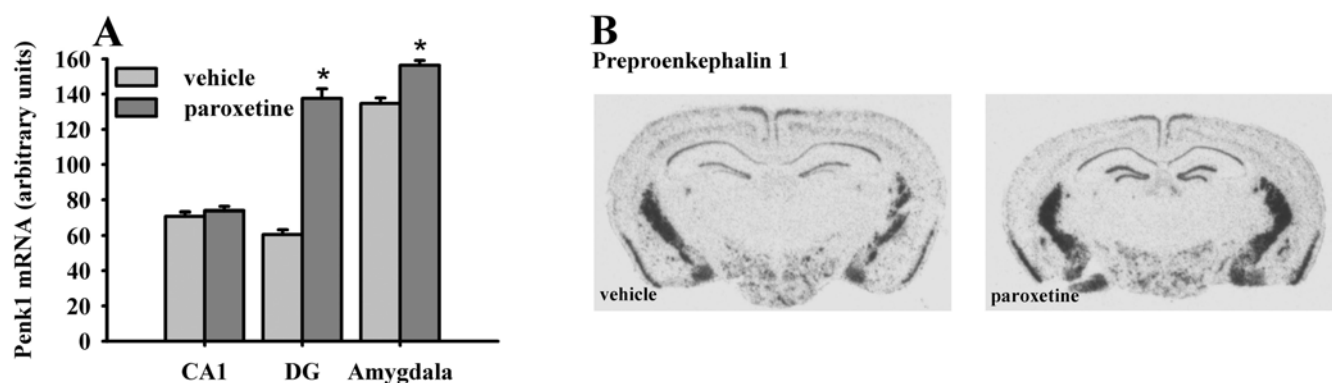 A
Penk1 mRNA (arbitrary units)
160
140
120
100
80
60
40
20
0
vehicle
paroxetine
*
*
CA1 DG Amygdala
B
Preproenkephalin 1
vehicle
paroxetine